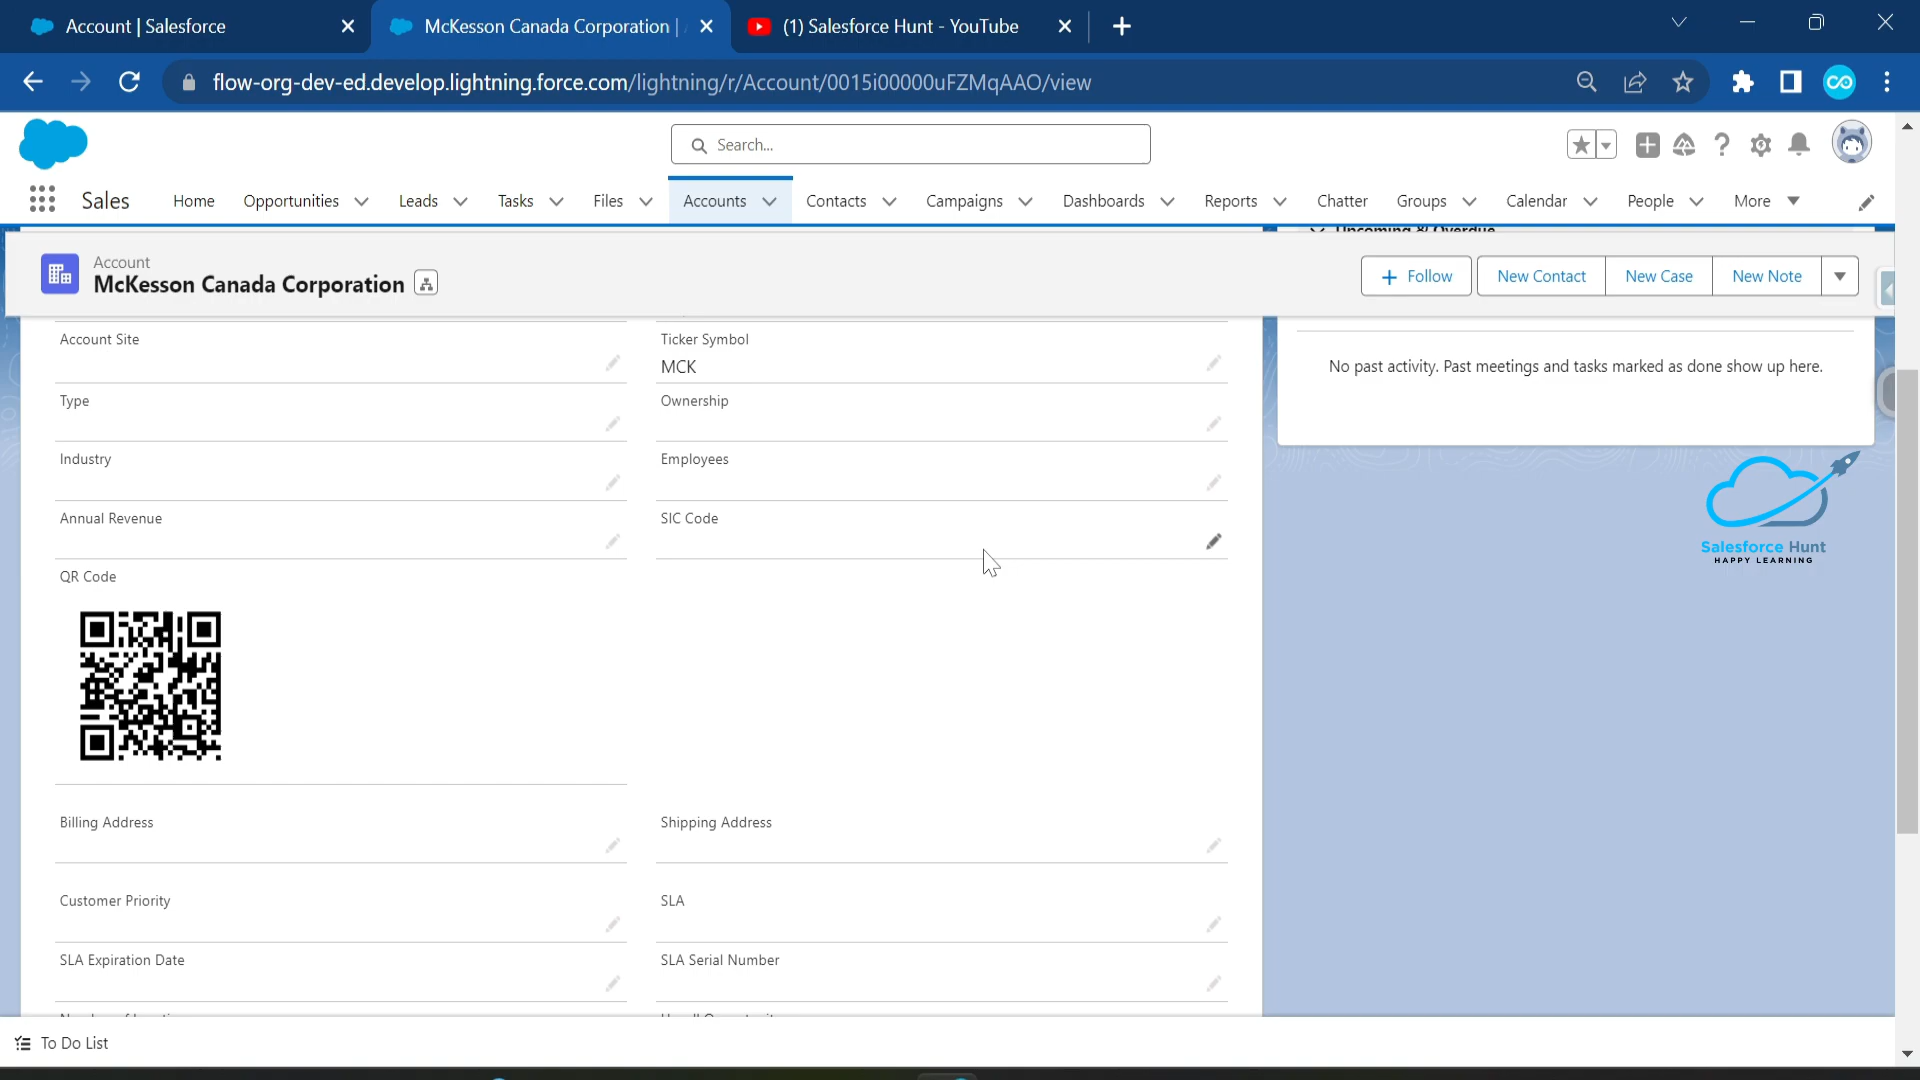 Account | Salesforce
McKesson Canada Corporation |
(1) Salesforce Hunt - YouTube
flow-org-dev-ed.develop.lightning.force.com/lightning/r/Account/0015i00000uFZMqAAO/view
Search...
Sales Home Opportunities Leads Tasks Files Accounts Contacts Campaigns Dashboards Reports Chatter Groups Calendar People More
Upcoming & Overdue
Account
McKesson Canada Corporation
Follow New Contact New Case New Note
Account Site
Ticker Symbol
MCK
No past activity. Past meetings and tasks marked as done show up here.
Type
Ownership
Industry
Employees
Annual Revenue
SIC Code
Salesforce Hunt
HAPPY LEARNING
QR Code
Billing Address
Shipping Address
Customer Priority
SLA
SLA Expiration Date
SLA Serial Number
To Do List